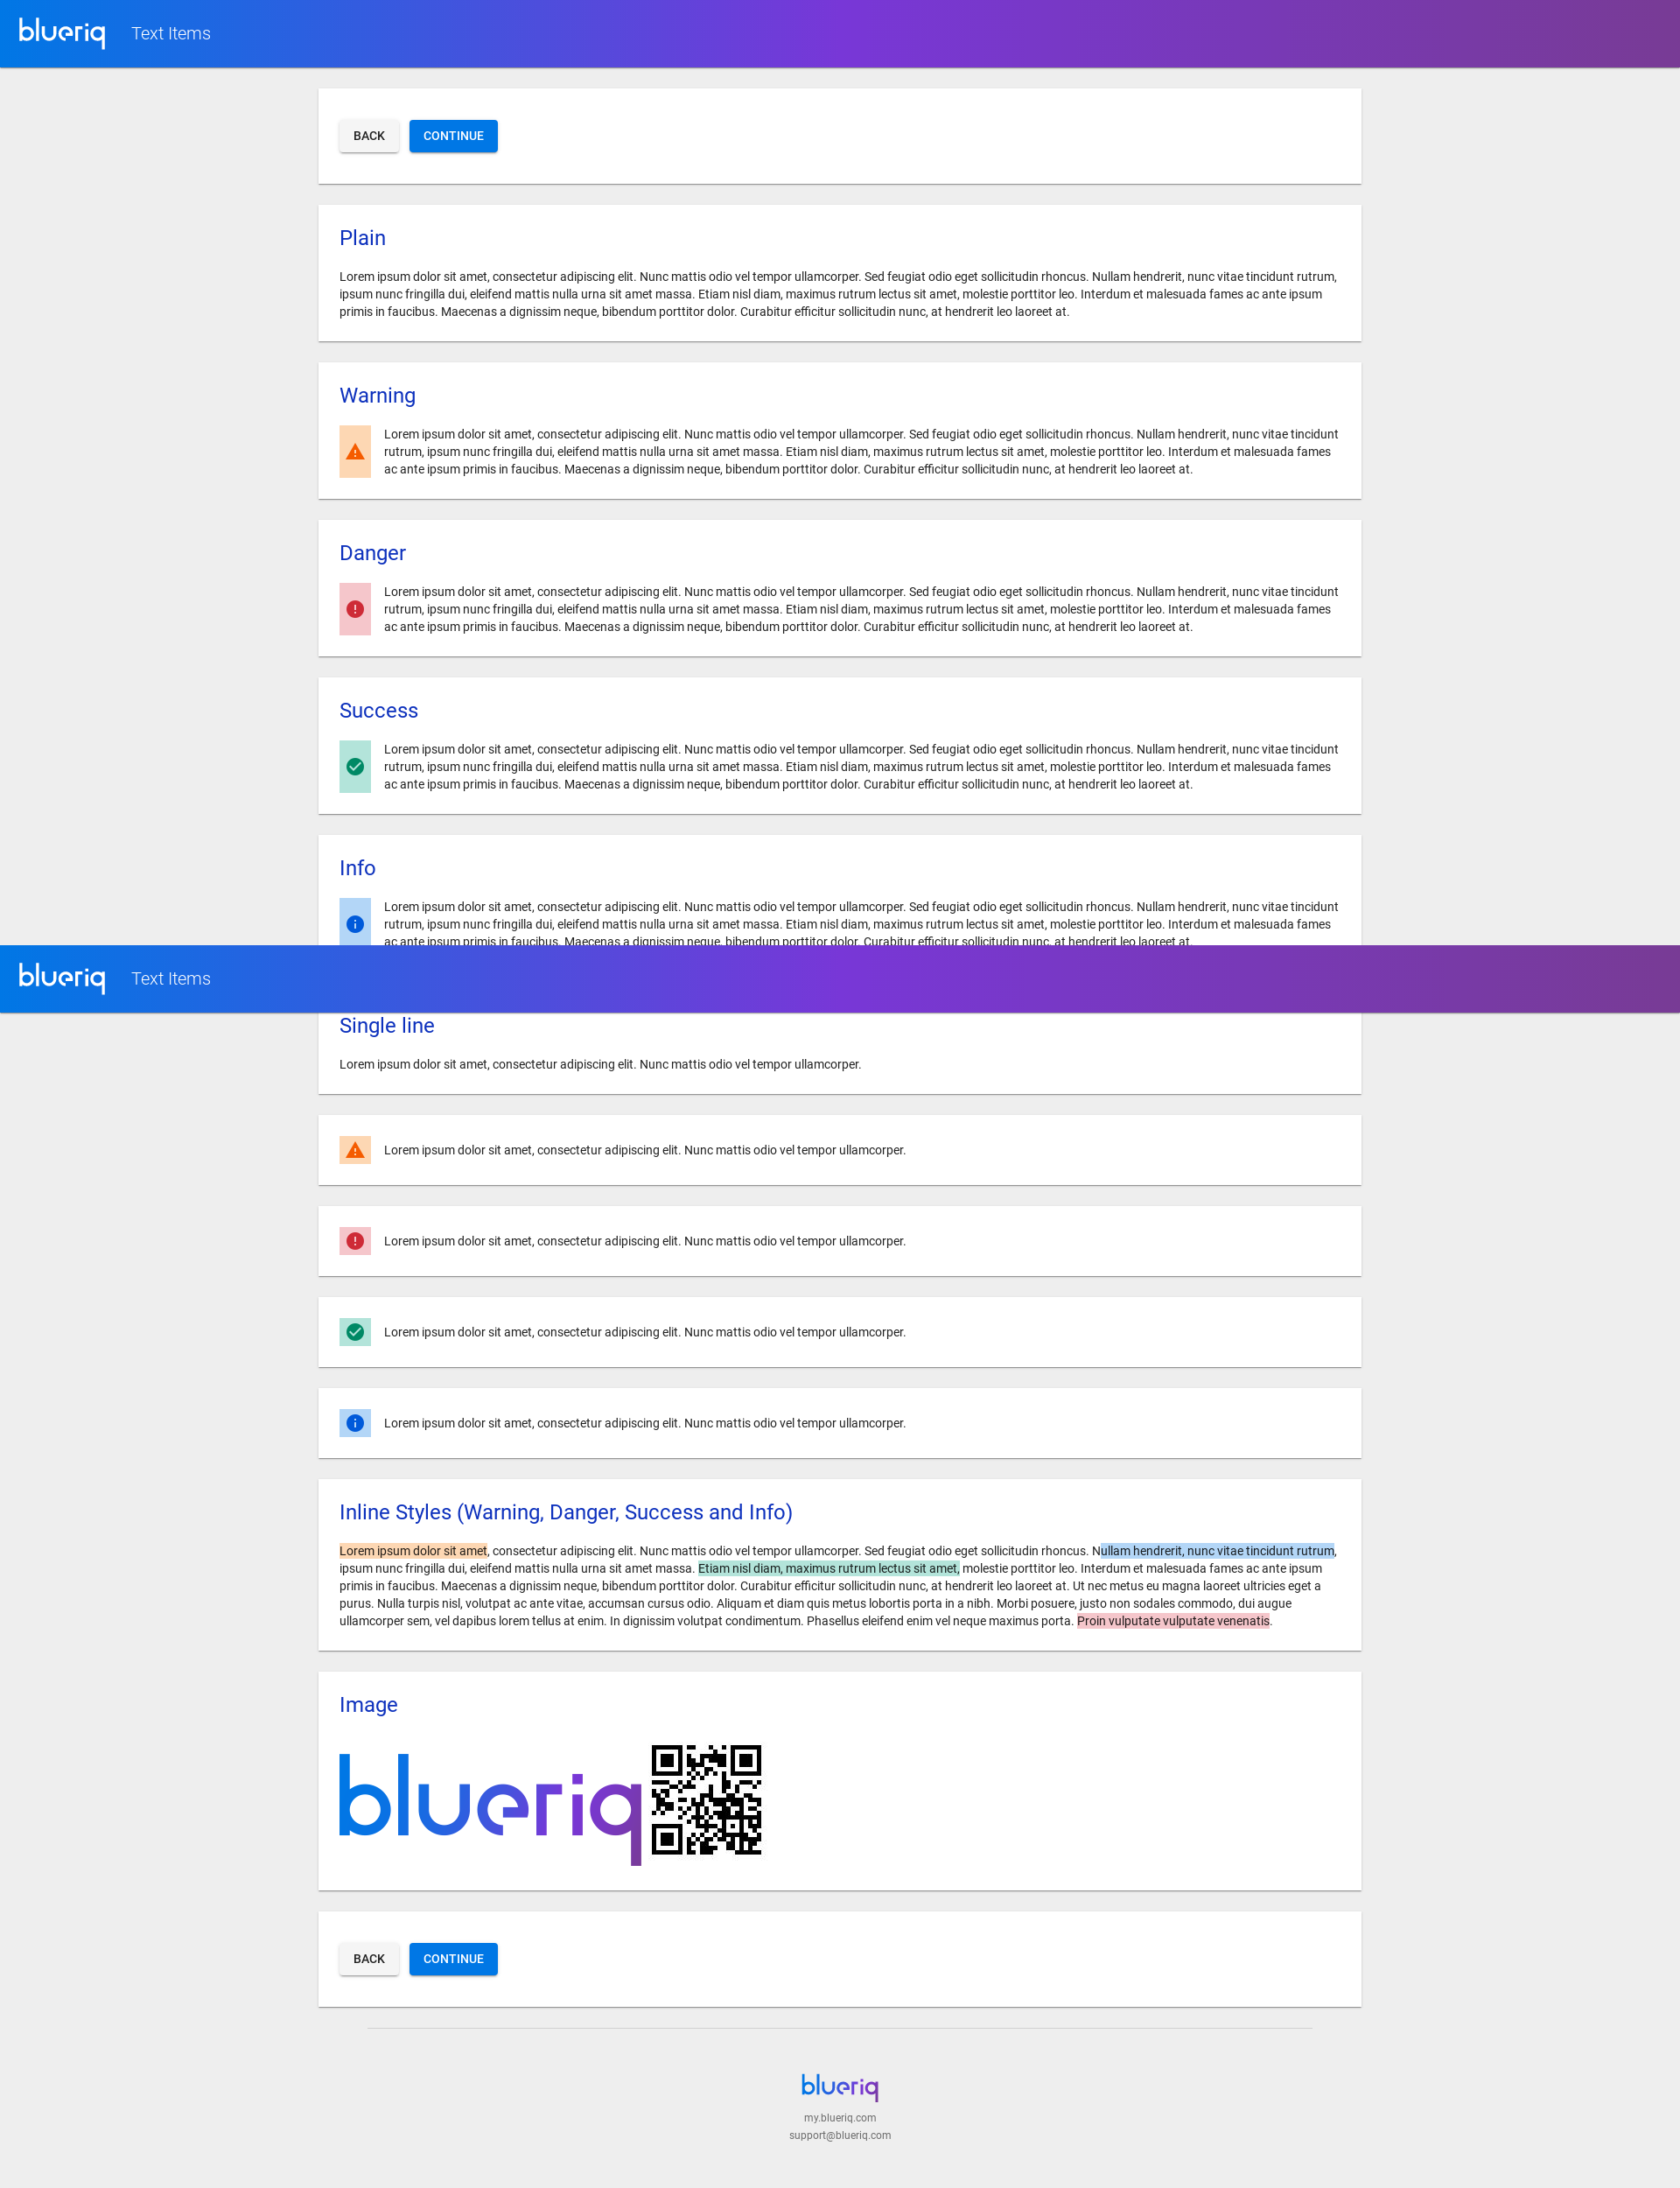 blueriq Text Items
BACK CONTINUE
Plain
Lorem ipsum dolor sit amet, consectetur adipiscing elit. Nunc mattis odio vel tempor ullamcorper. Sed feugiat odio eget sollicitudin rhoncus. Nullam hendrerit, nunc vitae tincidunt rutrum,
ipsum nunc fringilla dui, eleifend mattis nulla urna sit amet massa. Etiam nisl diam, maximus rutrum lectus sit amet, molestie porttitor leo. Interdum et malesuada fames ac ante ipsum
primis in faucibus. Maecenas a dignissim neque, bibendum porttitor dolor. Curabitur efficitur sollicitudin nunc, at hendrerit leo laoreet at.
Warning
Lorem ipsum dolor sit amet, consectetur adipiscing elit. Nunc mattis odio vel tempor ullamcorper. Sed feugiat odio eget sollicitudin rhoncus. Nullam hendrerit, nunc vitae tincidunt
rutrum, ipsum nunc fringilla dui, eleifend mattis nulla urna sit amet massa. Etiam nisl diam, maximus rutrum lectus sit amet, molestie porttitor leo. Interdum et malesuada fames
ac ante ipsum primis in faucibus. Maecenas a dignissim neque, bibendum porttitor dolor. Curabitur efficitur sollicitudin nunc, at hendrerit leo laoreet at.
Danger
Lorem ipsum dolor sit amet, consectetur adipiscing elit. Nunc mattis odio vel tempor ullamcorper. Sed feugiat odio eget sollicitudin rhoncus. Nullam hendrerit, nunc vitae tincidunt
rutrum, ipsum nunc fringilla dui, eleifend mattis nulla urna sit amet massa. Etiam nisl diam, maximus rutrum lectus sit amet, molestie porttitor leo. Interdum et malesuada fames
ac ante ipsum primis in faucibus. Maecenas a dignissim neque, bibendum porttitor dolor. Curabitur efficitur sollicitudin nunc, at hendrerit leo laoreet at.
Success
Lorem ipsum dolor sit amet, consectetur adipiscing elit. Nunc mattis odio vel tempor ullamcorper. Sed feugiat odio eget sollicitudin rhoncus. Nullam hendrerit, nunc vitae tincidunt
rutrum, ipsum nunc fringilla dui, eleifend mattis nulla urna sit amet massa. Etiam nisl diam, maximus rutrum lectus sit amet, molestie porttitor leo. Interdum et malesuada fames
ac ante ipsum primis in faucibus. Maecenas a dignissim neque, bibendum porttitor dolor. Curabitur efficitur sollicitudin nunc, at hendrerit leo laoreet at.
Info
Lorem ipsum dolor sit amet, consectetur adipiscing elit. Nunc mattis odio vel tempor ullamcorper. Sed feugiat odio eget sollicitudin rhoncus. Nullam hendrerit, nunc vitae tincidunt
rutrum, ipsum nunc fringilla dui, eleifend mattis nulla urna sit amet massa. Etiam nisl diam, maximus rutrum lectus sit amet, molestie porttitor leo. Interdum et malesuada fames
ac ante ipsum primis in faucibus. Maecenas a dignissim neque, bibendum porttitor dolor. Curabitur efficitur sollicitudin nunc, at hendrerit leo laoreet at.
blueriq Text Items
Single line
Lorem ipsum dolor sit amet, consectetur adipiscing elit. Nunc mattis odio vel tempor ullamcorper.
Lorem ipsum dolor sit amet, consectetur adipiscing elit. Nunc mattis odio vel tempor ullamcorper.
Lorem ipsum dolor sit amet, consectetur adipiscing elit. Nunc mattis odio vel tempor ullamcorper.
Lorem ipsum dolor sit amet, consectetur adipiscing elit. Nunc mattis odio vel tempor ullamcorper.
Lorem ipsum dolor sit amet, consectetur adipiscing elit. Nunc mattis odio vel tempor ullamcorper.
Inline Styles (Warning, Danger, Success and Info)
Lorem ipsum dolor sit amet, consectetur adipiscing elit. Nunc mattis odio vel tempor ullamcorper. Sed feugiat odio eget sollicitudin rhoncus. Nullam hendrerit, nunc vitae tincidunt rutrum,
ipsum nunc fringilla dui, eleifend mattis nulla urna sit amet massa. Etiam nisl diam, maximus rutrum lectus sit amet, molestie porttitor leo. Interdum et malesuada fames ac ante ipsum
primis in faucibus. Maecenas a dignissim neque, bibendum porttitor dolor. Curabitur efficitur sollicitudin nunc, at hendrerit leo laoreet at. Ut nec metus eu magna laoreet ultricies eget a
purus. Nulla turpis nisl, volutpat ac ante vitae, accumsan cursus odio. Aliquam et diam quis metus lobortis porta in a nibh. Morbi posuere, justo non sodales commodo, dui augue
ullamcorper sem, vel dapibus lorem tellus at enim. In dignissim volutpat condimentum. Phasellus eleifend enim vel neque maximus porta. Proin vulputate vulputate venenatis.
Image
blueriq
BACK CONTINUE
blueriq
my.blueriq.com
support@blueriq.com